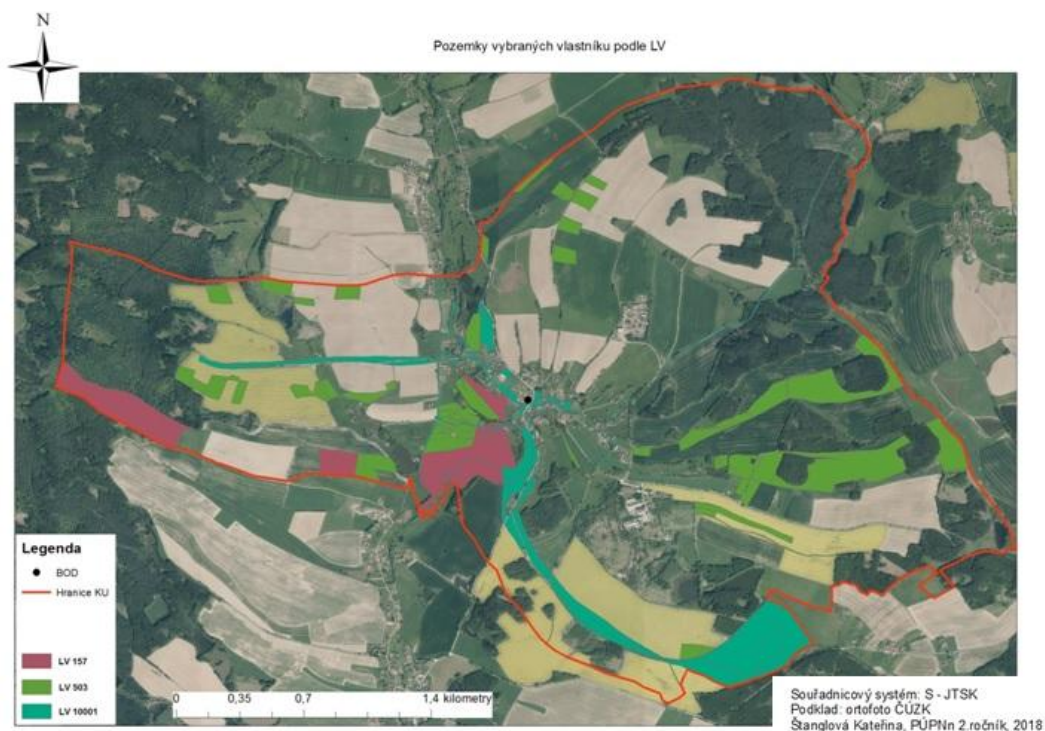 N
Pozemky vybraných vlastníku podle LV
Legenda
BOD
Hranice KU
LV 157
LV 503
LV 10001
0 0,35 0,7 1,4 kilometry
Souřadnicový systém: S - JTSK
Podklad: ortofoto ČÚZK
Štanglová Kateřina, PÚPNn 2.ročník, 2018